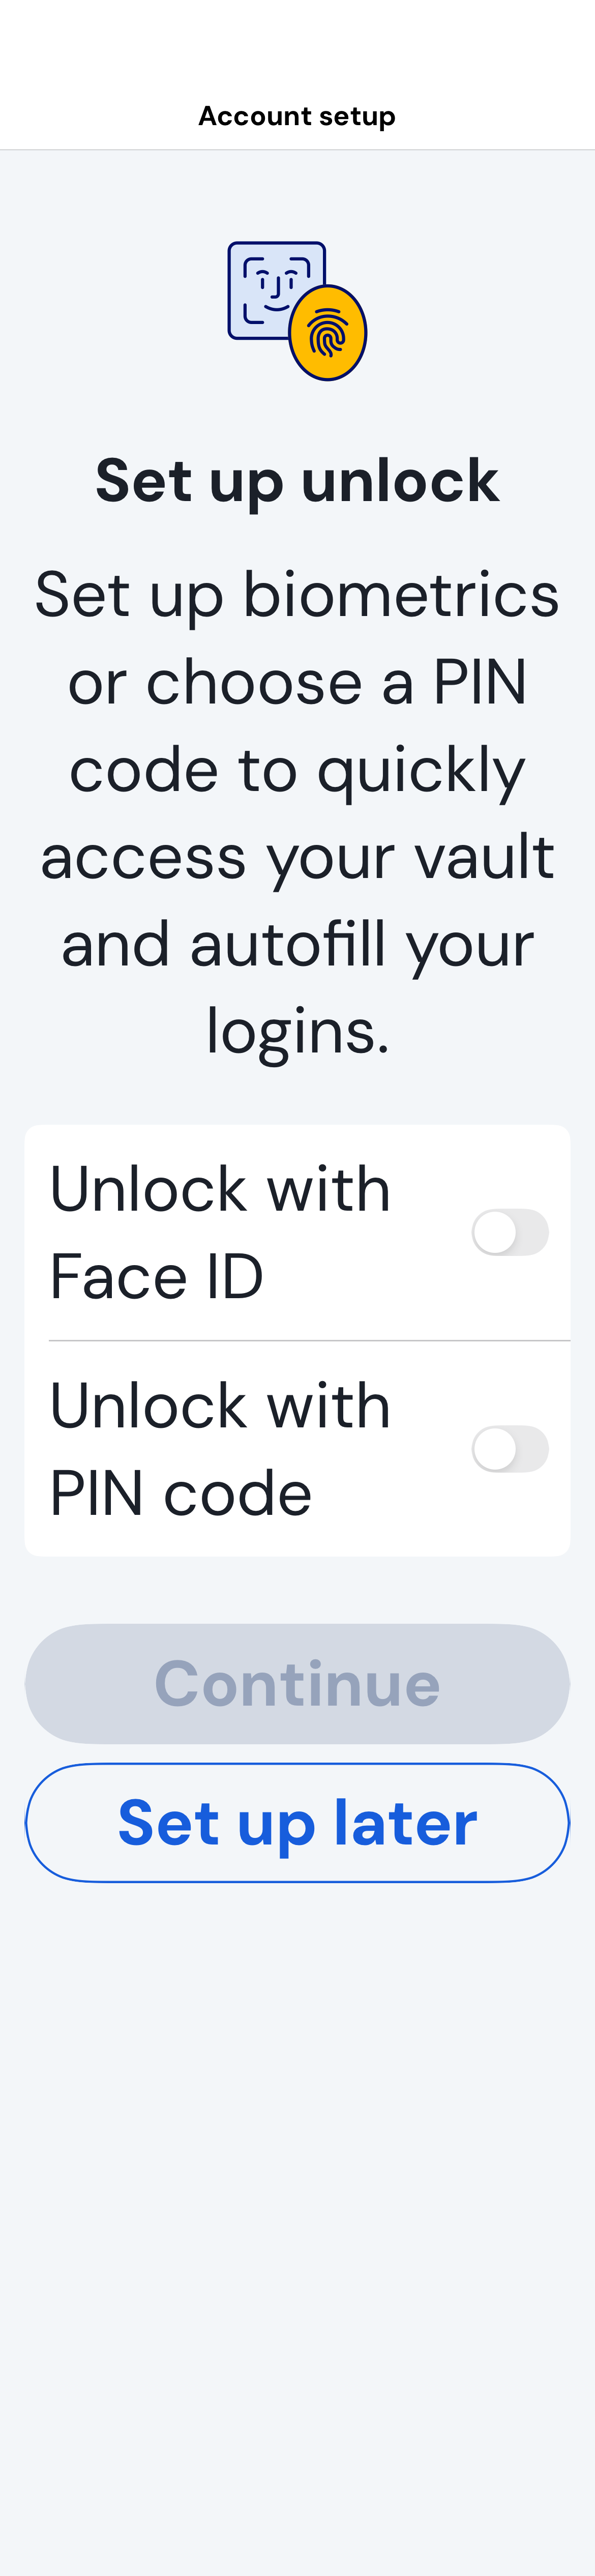 Account setup
Set up unlock
Set up biometrics
or choose a PIN
code to quickly
access your vault
and autofill your
logins.
Unlock with
Face ID
Unlock with
PIN code
Continue
Set up later